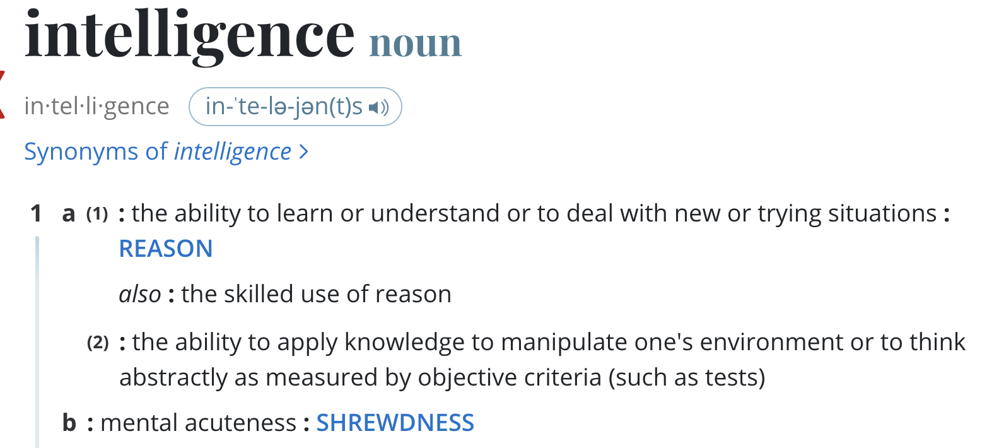 intelligence noun
in·tel·li·gence in-ˈte-lə-jən(t)s
Synonyms of intelligence >
1 a (1) : the ability to learn or understand or to deal with new or trying situations :
REASON
also : the skilled use of reason
(2) : the ability to apply knowledge to manipulate one's environment or to think
abstractly as measured by objective criteria (such as tests)
b : mental acuteness : SHREWDNESS